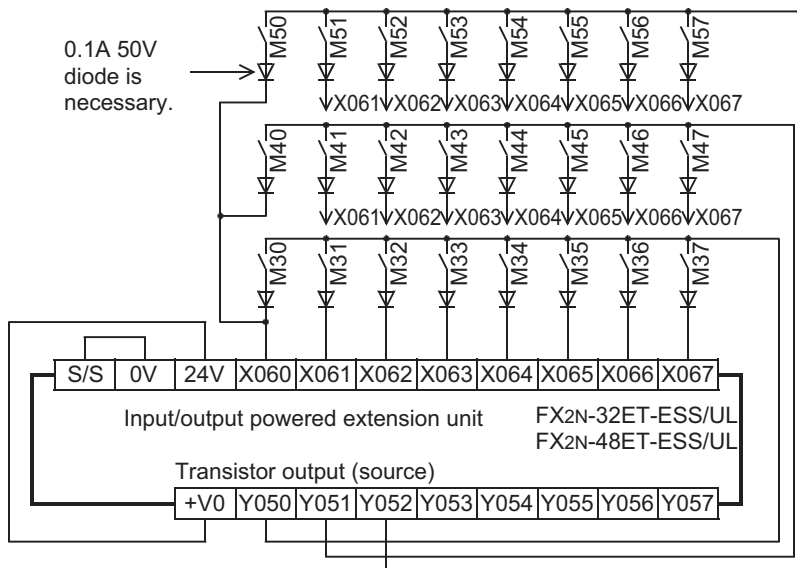 M50 M51 M52 M53 M54 M55 M56 M57
0.1A 50V
diode is
necessary.
X061 X062 X063 X064 X065 X066 X067
M40 M41 M42 M43 M44 M45 M46 M47
X061 X062 X063 X064 X065 X066 X067
M30 M31 M32 M33 M34 M35 M36 M37
S/S 0V 24V X060 X061 X062 X063 X064 X065 X066 X067
Input/output powered extension unit
FX2N-32ET-ESS/UL
FX2N-48ET-ESS/UL
Transistor output (source)
+V0 Y050 Y051 Y052 Y053 Y054 Y055 Y056 Y057